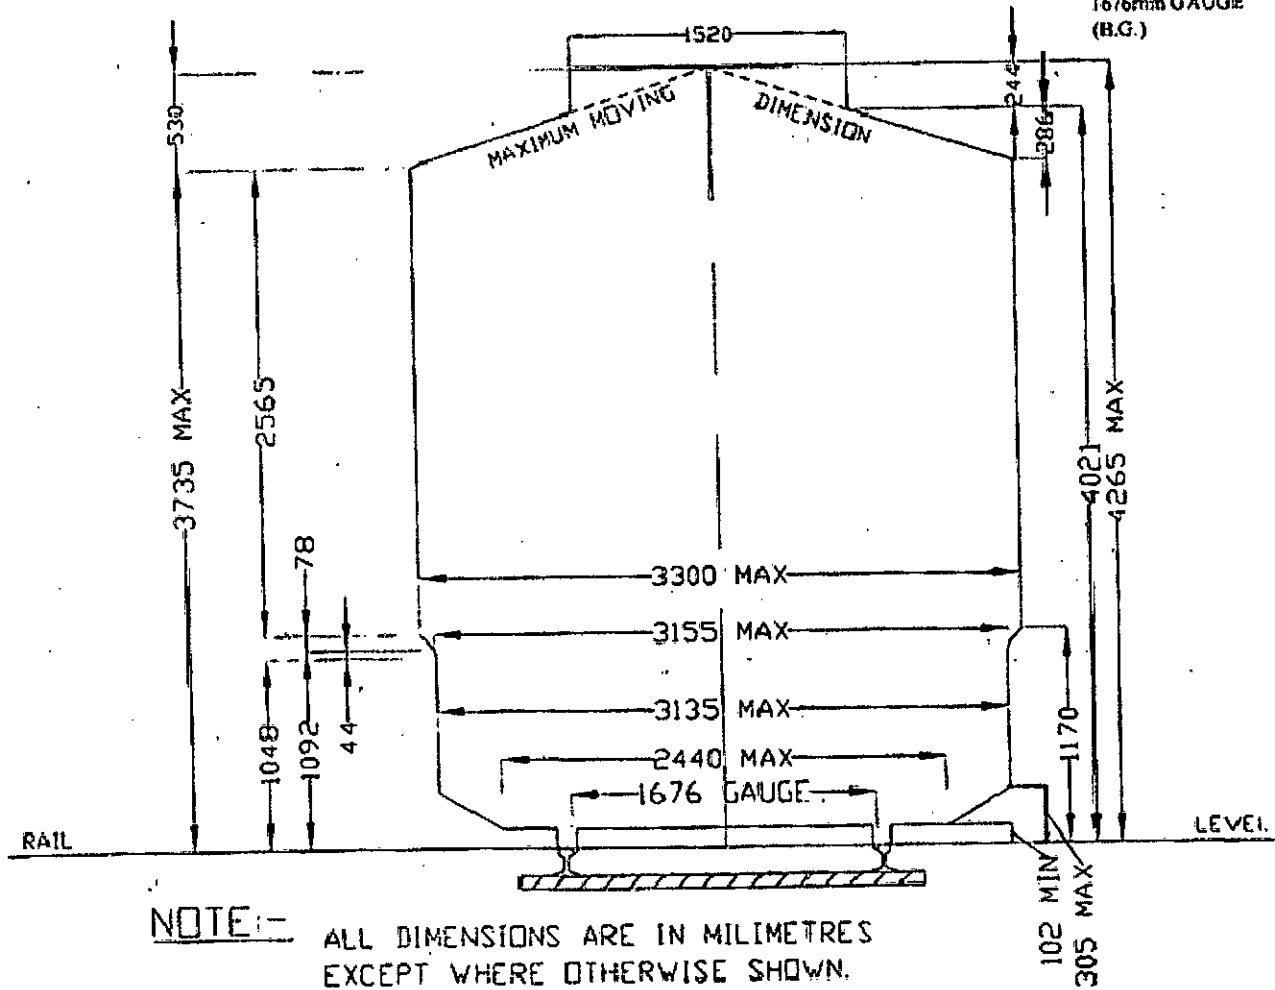 1676mm GAUGE
(B.G.)
1520
530
244
286
MAXIMUM MOVING DIMENSION
3735 MAX
2565
4021
4265 MAX
78
3300 MAX
3155 MAX
3135 MAX
1048
1092
44
1170
2440 MAX
1676 GAUGE.
RAIL LEVEL.
102 MIN
305 MAX
NOTE:-
ALL DIMENSIONS ARE IN MILIMETRES
EXCEPT WHERE OTHERWISE SHOWN.